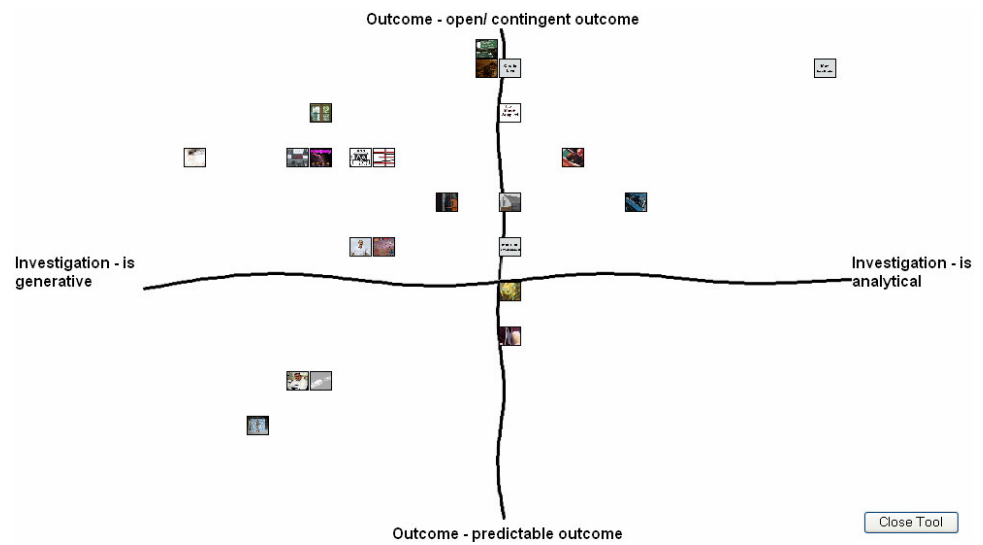 Outcome - open/ contingent outcome
Investigation - is
generative
Investigation - is
analytical
Outcome - predictable outcome
Close Tool